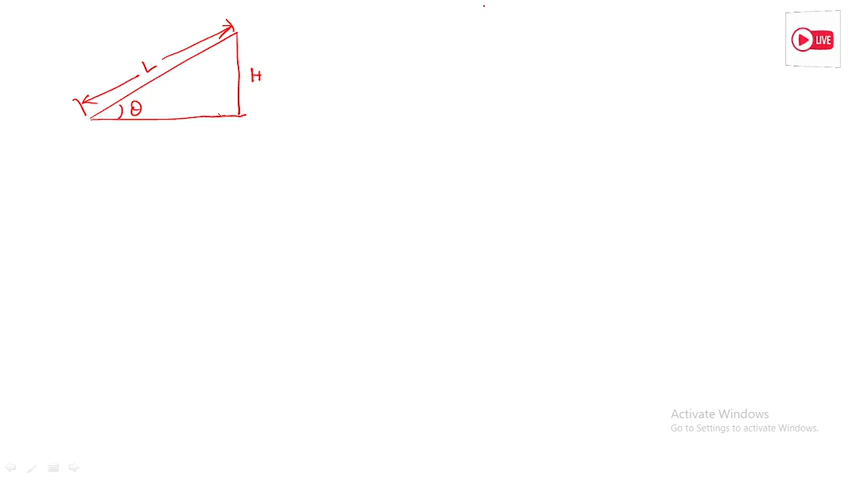 L
H
θ
LIVE
Activate Windows
Go to Settings to activate Windows.